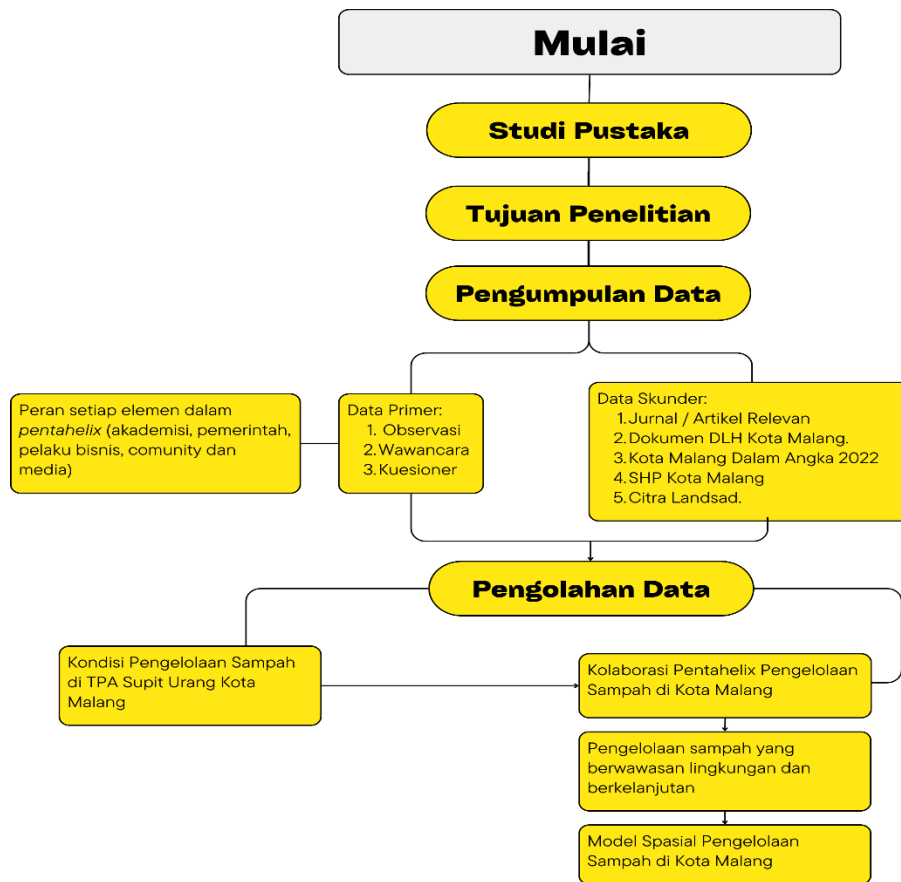 Mulai
Studi Pustaka
Tujuan Penelitian
Pengumpulan Data
Peran setiap elemen dalam
pentahelix (akademisi, pemerintah,
pelaku bisnis, comunity dan
media)
Data Primer:
1. Observasi
2. Wawancara
3. Kuesioner
Data Skunder:
1. Jurnal / Artikel Relevan
2. Dokumen DLH Kota Malang.
3. Kota Malang Dalam Angka 2022
4. SHP Kota Malang
5. Citra Landsad.
Pengolahan Data
Kondisi Pengelolaan Sampah
di TPA Supit Urang Kota
Malang
Kolaborasi Pentahelix Pengelolaan
Sampah di Kota Malang
Pengelolaan sampah yang
berwawasan lingkungan dan
berkelanjutan
Model Spasial Pengelolaan
Sampah di Kota Malang